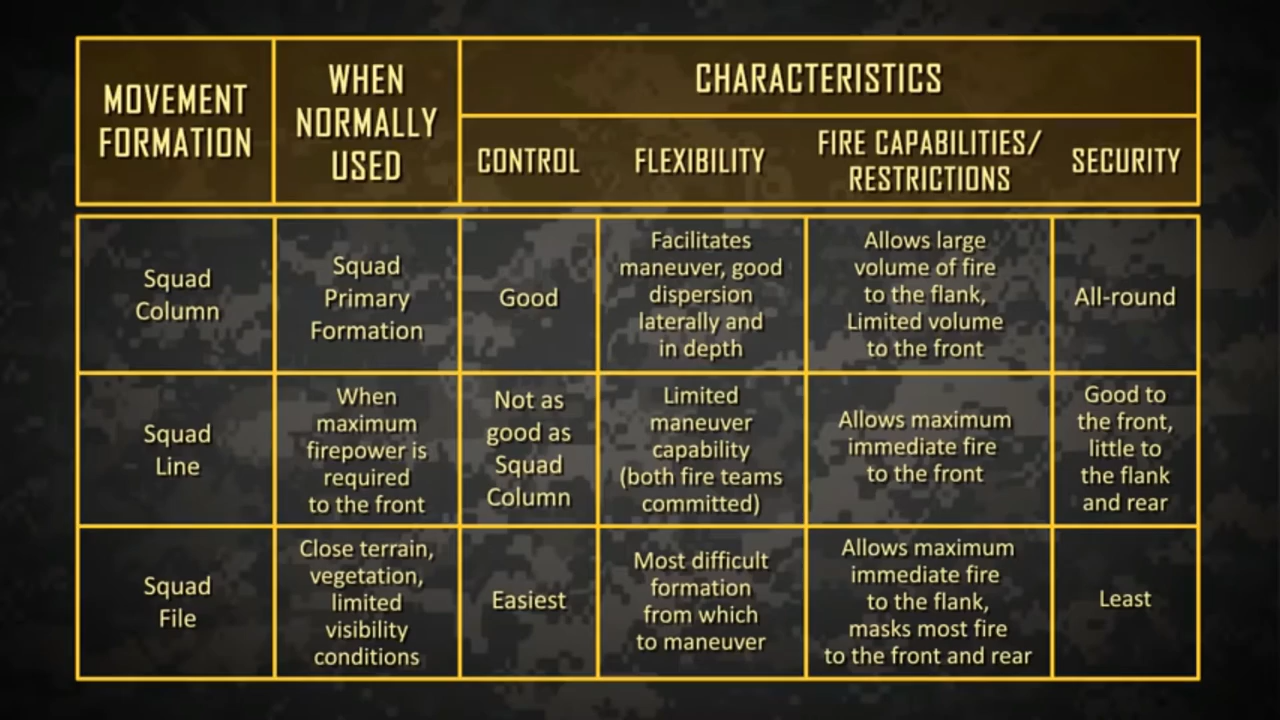 MOVEMENT
FORMATION
WHEN
NORMALLY
USED
CHARACTERISTICS
CONTROL
FLEXIBILITY
FIRE CAPABILITIES/
RESTRICTIONS
SECURITY
Squad
Column
Squad
Primary
Formation
Good
Facilitates
maneuver, good
dispersion
laterally and
in depth
Allows large
volume of fire
to the flank,
Limited volume
to the front
All-round
Squad
Line
When
maximum
firepower is
required
to the front
Not as
good as
Squad
Column
Limited
maneuver
capability
(both fire teams
committed)
Allows maximum
immediate fire
to the front
Good to
the front,
little to
the flank
and rear
Squad
File
Close terrain,
vegetation,
limited
visibility
conditions
Easiest
Most difficult
formation
from which
to maneuver
Allows maximum
immediate fire
to the flank,
masks most fire
to the front and rear
Least